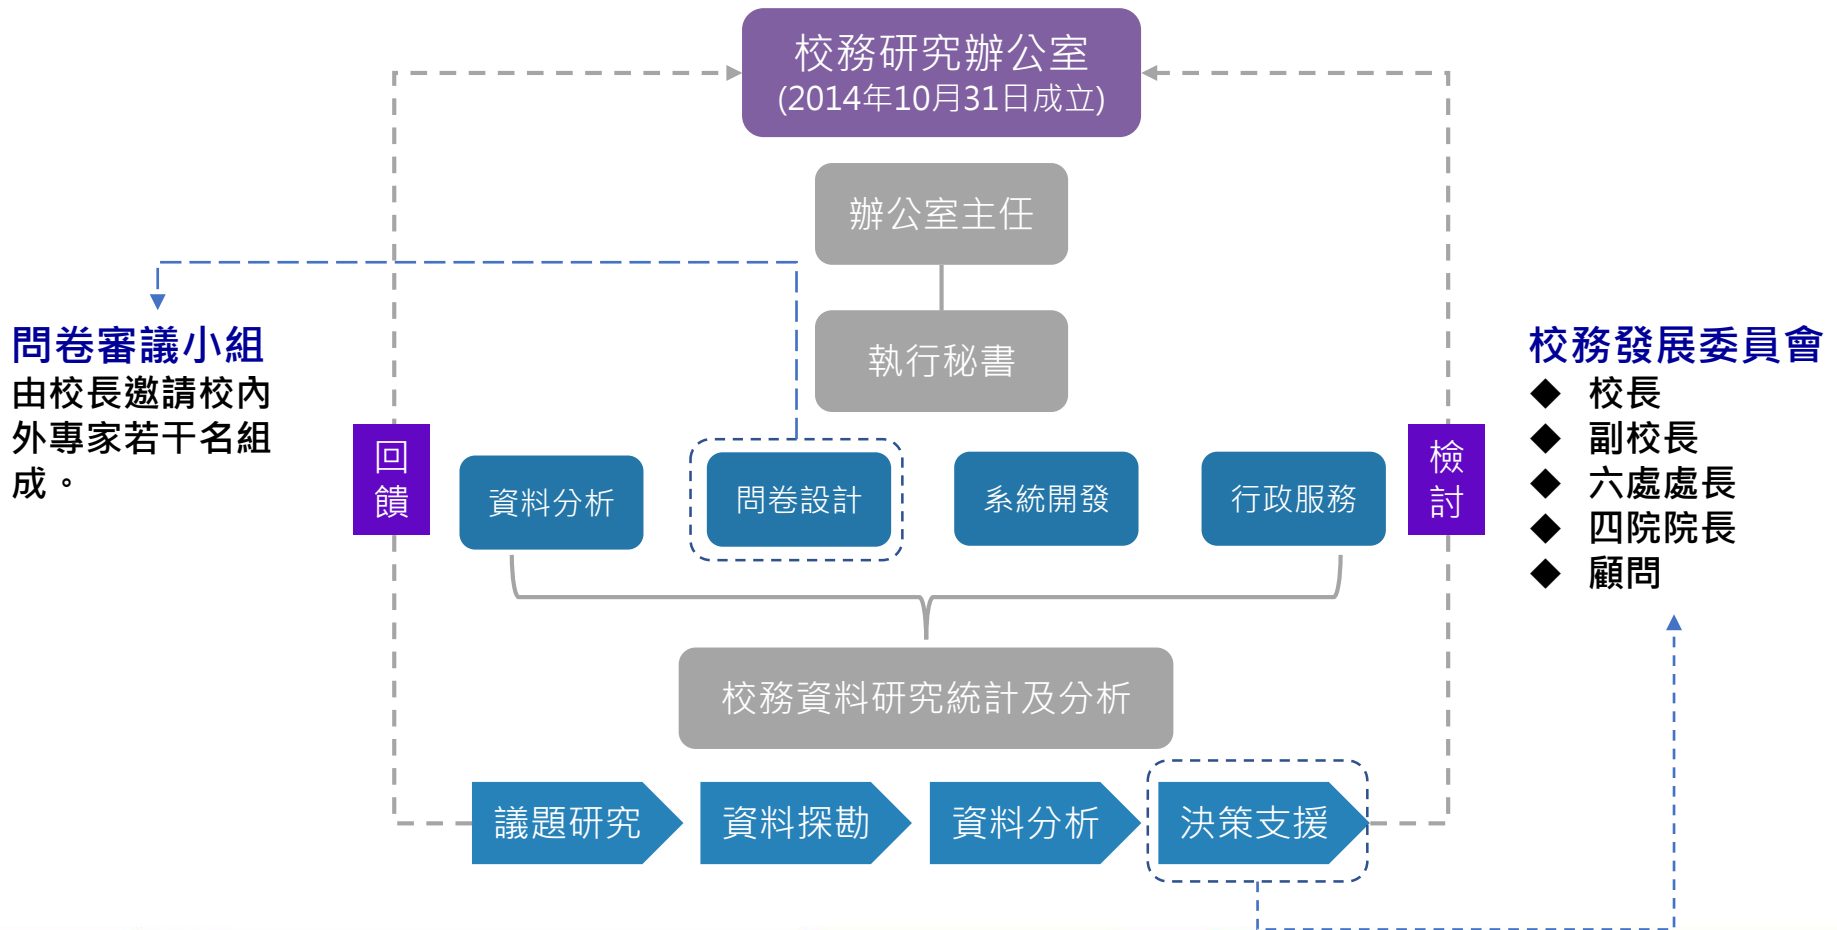 校務研究辦公室
(2014年10月31日成立)
辦公室主任
執行秘書
問卷審議小組
由校長邀請校內
外專家若干名組
成。
校務發展委員會
◆ 校長
◆ 副校長
◆ 六處處長
◆ 四院院長
◆ 顧問
回
饋
資料分析
問卷設計
系統開發
行政服務
檢
討
校務資料研究統計及分析
議題研究
資料探勘
資料分析
決策支援